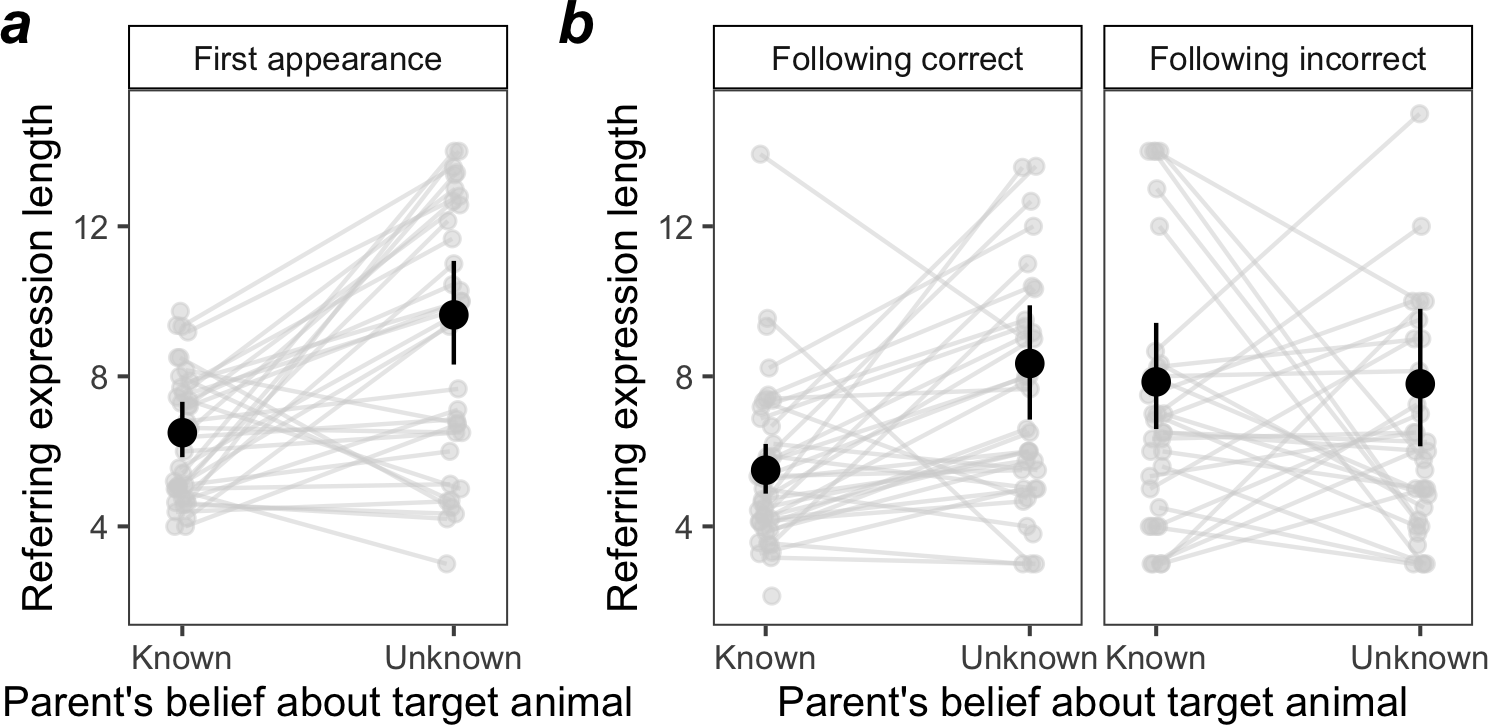 a
First appearance
Referring expression length
12
8
4
Known Unknown
Parent's belief about target animal
b
Following correct
Following incorrect
Referring expression length
12
8
4
Known Unknown Known Unknown
Parent's belief about target animal